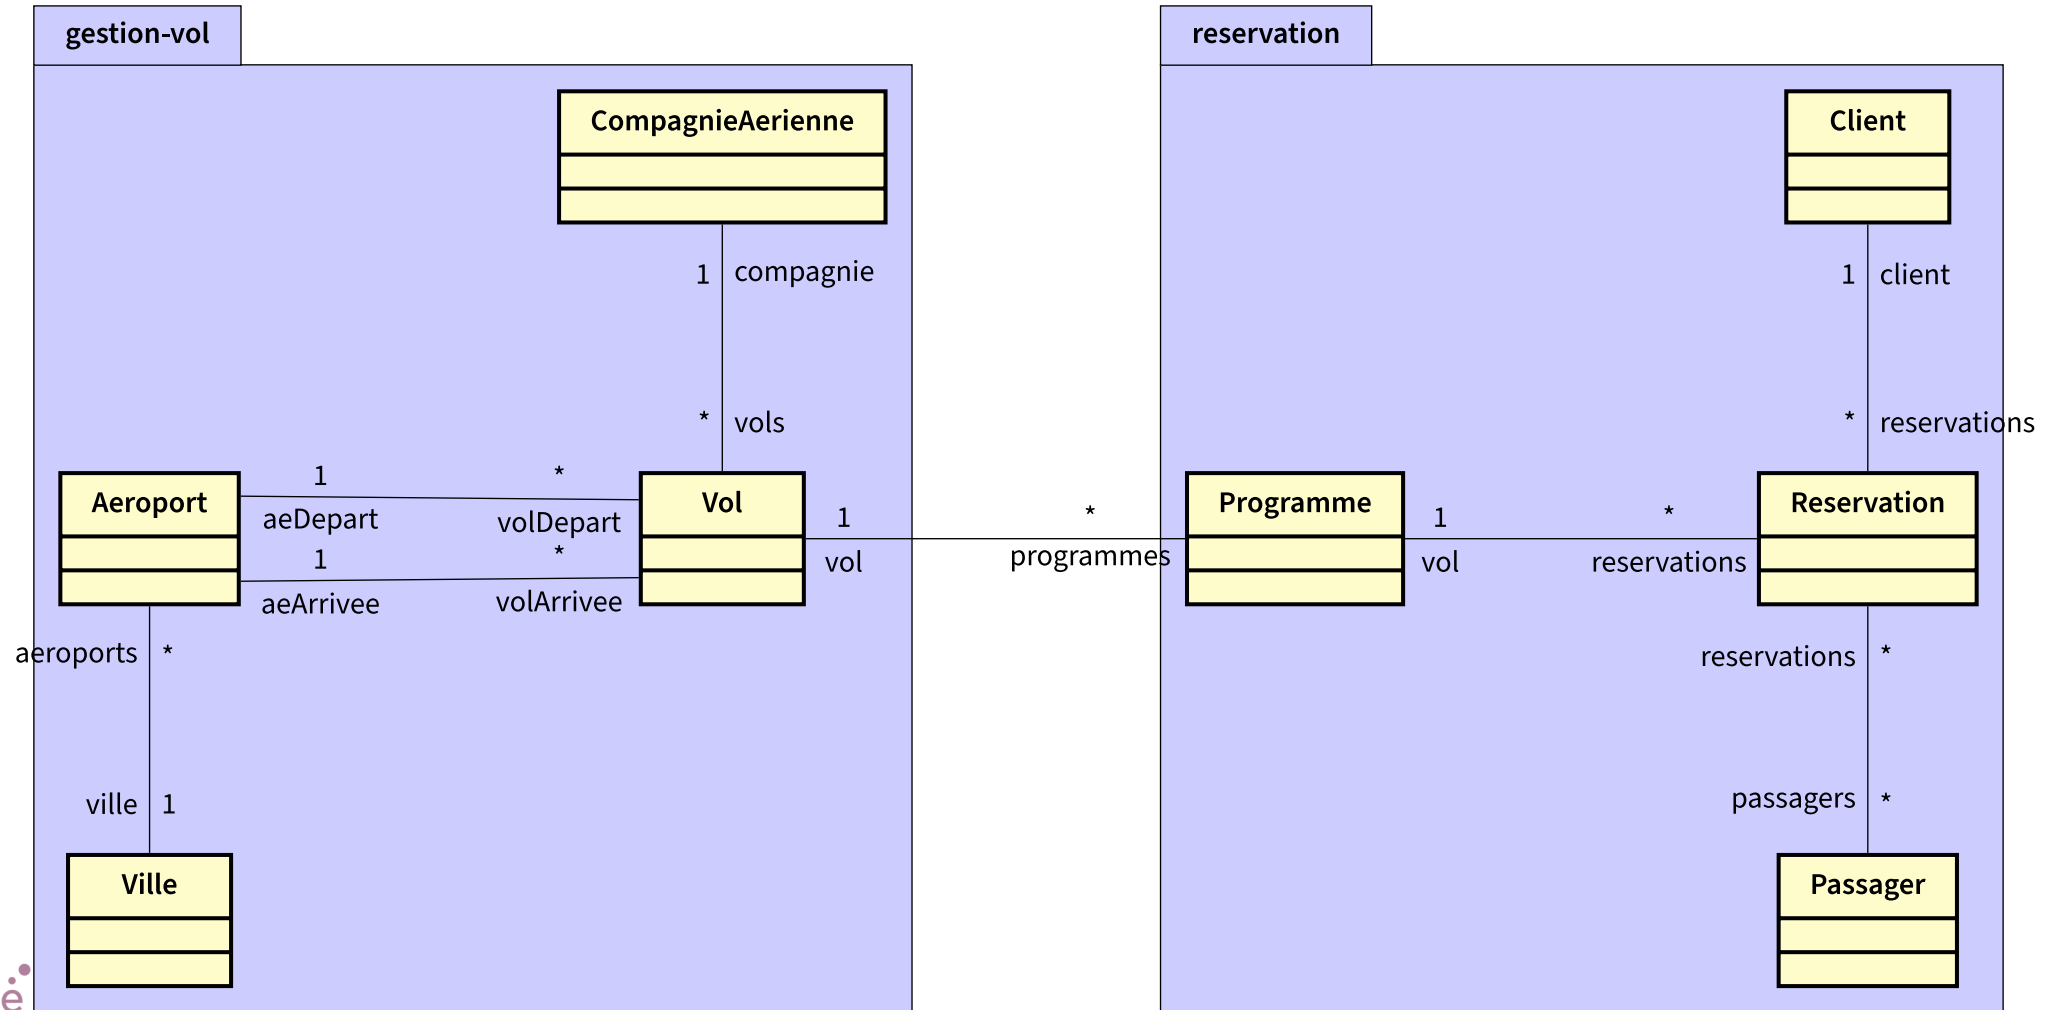 gestion-vol
reservation
CompagnieAerienne
Client
1 compagnie
1 client
* vols
* reservations
Aeroport
1
*
aeDepart
volDepart
1
*
aeArrivee
volArrivee
Vol
1
*
vol
programmes
Programme
1
*
vol
reservations
Reservation
aeroports *
reservations *
ville 1
passagers *
Ville
Passager
e